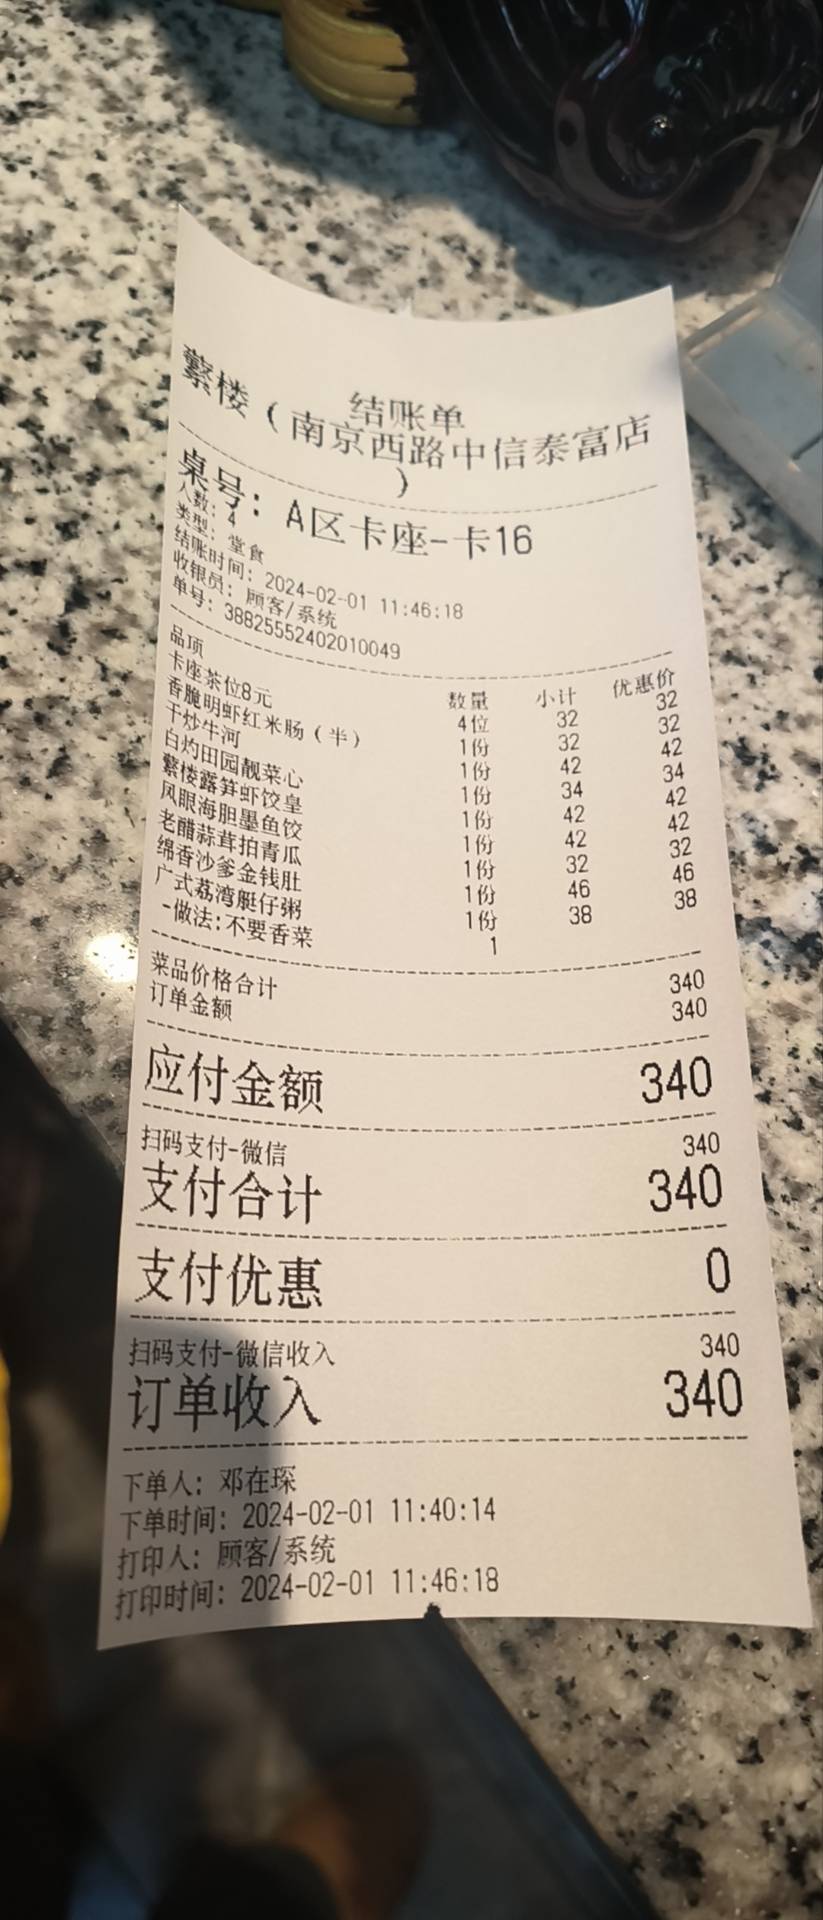 结账单
蘩楼（南京西路中信泰富店
）
桌号：A区卡座-卡16
人数：4
类型：堂食
结账时间：2024-02-01 11:46:18
收银员：顾客/系统
单号：38825552402010049
品项 数量 小计 优惠价
卡座茶位8元 4位 32 32
香脆明虾红米肠（半） 1份 32 32
干炒牛河 1份 42 42
白灼田园靓菜心 1份 34 34
蘩楼露笋虾饺皇 1份 42 42
凤眼海胆墨鱼饺 1份 42 42
老醋蒜茸拍青瓜 1份 32 32
绵香沙爹金钱肚 1份 46 46
广式荔湾艇仔粥 1份 38 38
-做法:不要香菜 1
菜品价格合计 340
订单金额 340
应付金额 340
扫码支付-微信 340
支付合计 340
支付优惠 0
扫码支付-微信收入 340
订单收入 340
下单人：邓在琛
下单时间：2024-02-01 11:40:14
打印人：顾客/系统
打印时间：2024-02-01 11:46:18